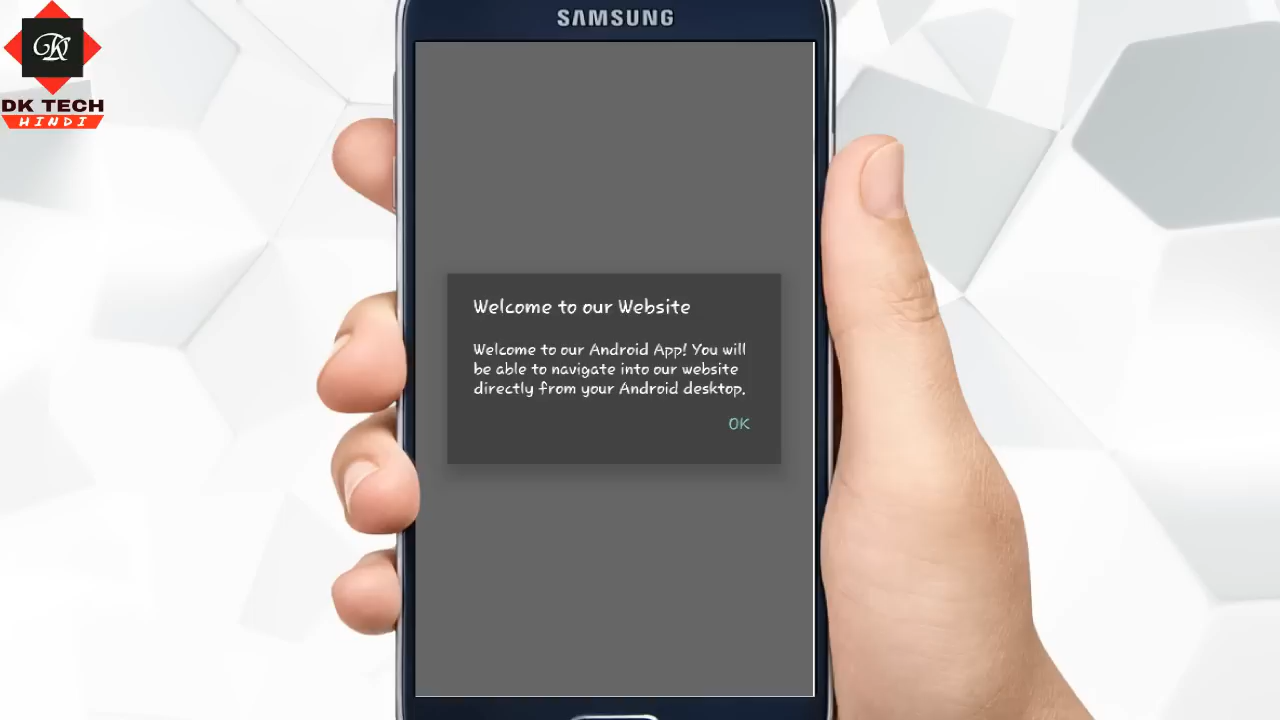 SAMSUNG
DK
DK TECH
HINDI
Welcome to our Website
Welcome to our Android App! You will
be able to navigate into our website
directly from your Android desktop.
OK